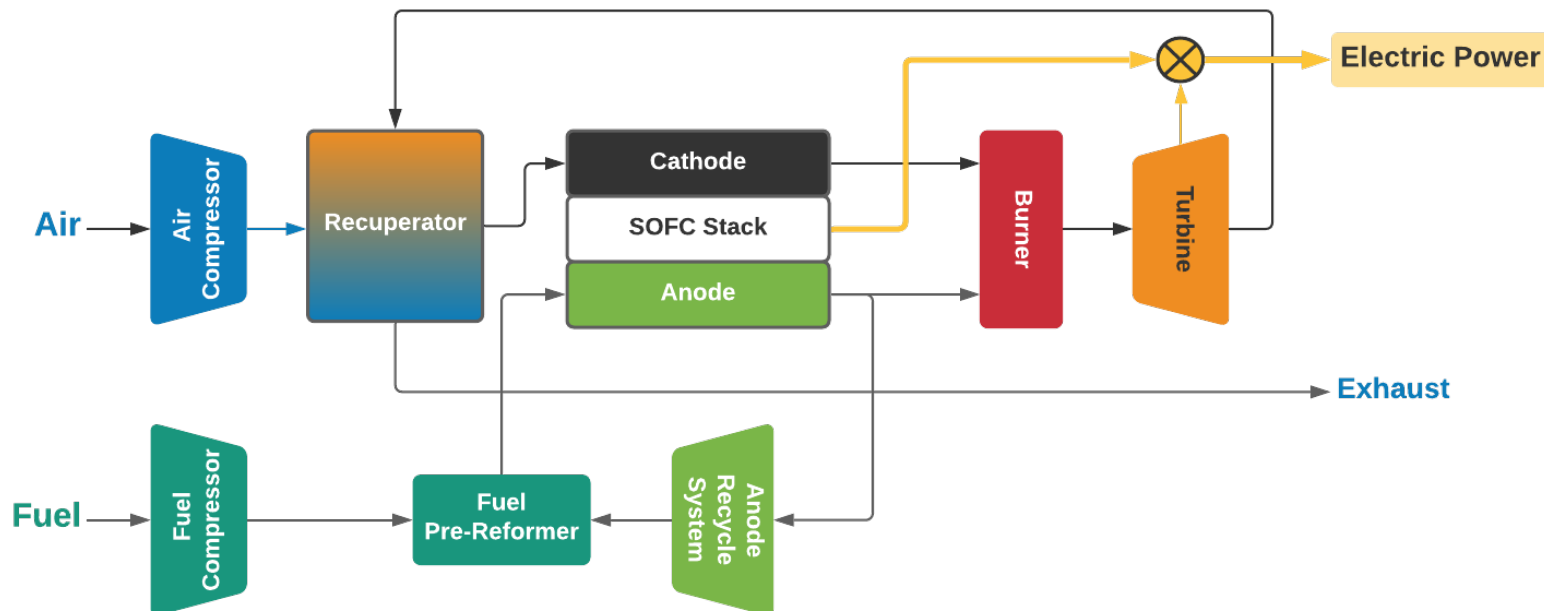 Electric Power
Air
Air
Compressor
Recuperator
Cathode
SOFC Stack
Anode
Burner
Turbine
Exhaust
Fuel
Fuel
Compressor
Fuel
Pre-Reformer
Anode
Recycle
System